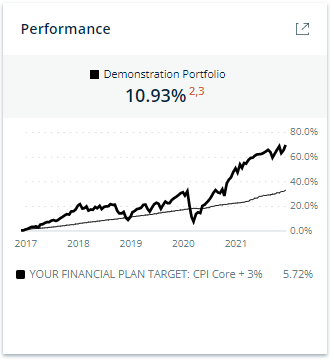 Performance
Demonstration Portfolio
10.93% 2,3
80.0%
60.0%
40.0%
20.0%
0.0%
2017 2018 2019 2020 2021
YOUR FINANCIAL PLAN TARGET: CPI Core + 3% 5.72%